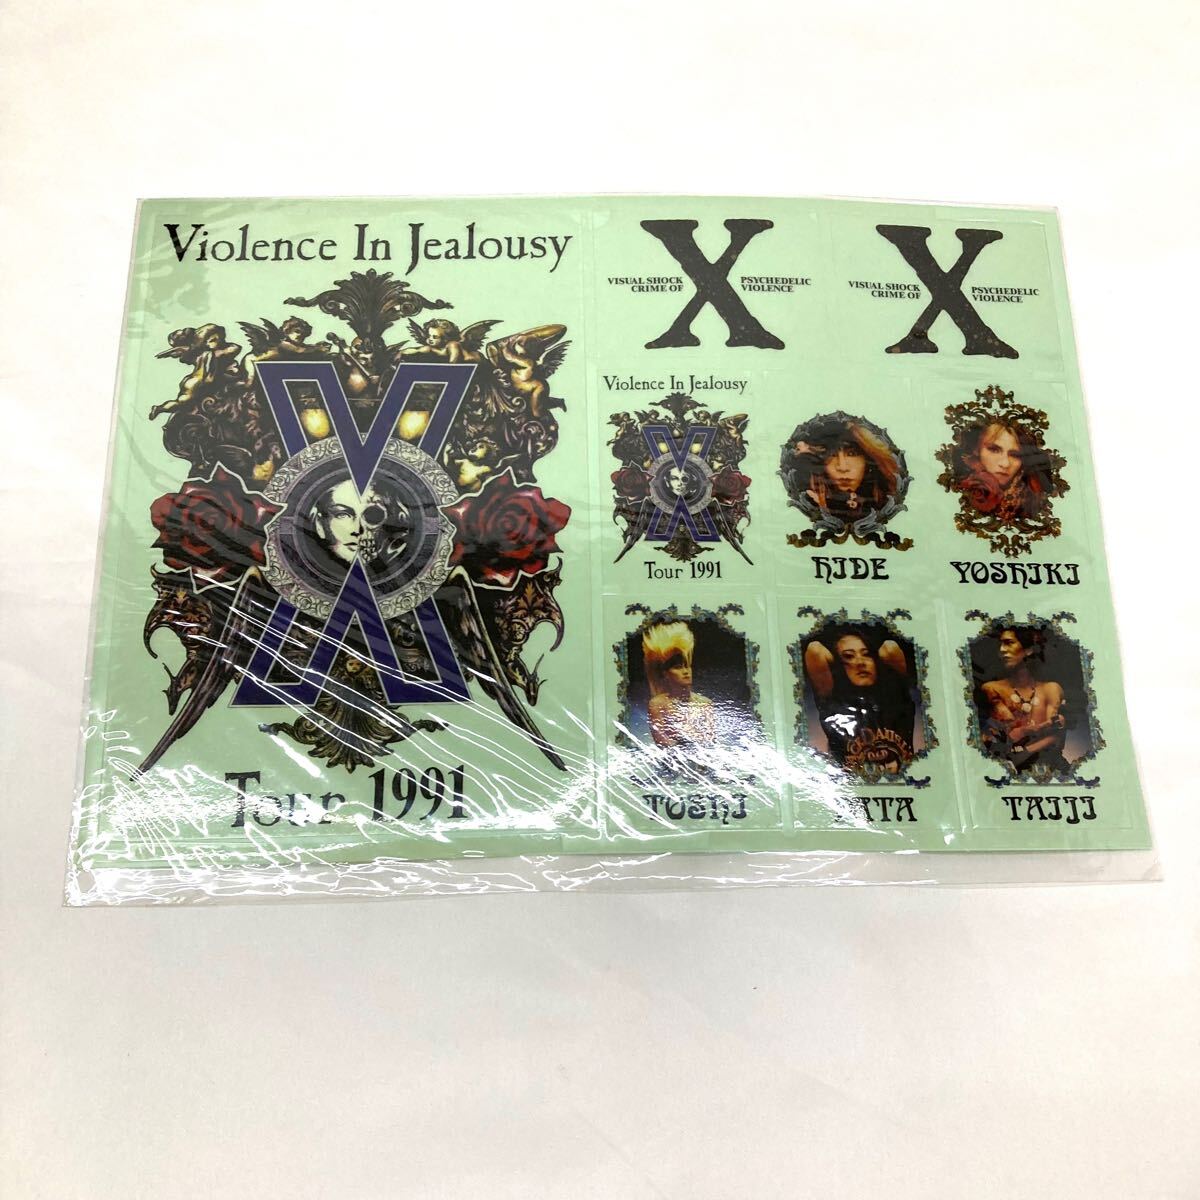 Violence In Jealousy
Tour 1991
X
VISUAL SHOCK
CRIME OF
PSYCHEDELIC
VIOLENCE
X
VISUAL SHOCK
CRIME OF
PSYCHEDELIC
VIOLENCE
Violence In Jealousy
Tour 1991
HIDE
YOSHIKI
TOSHI
PATA
TAIJI